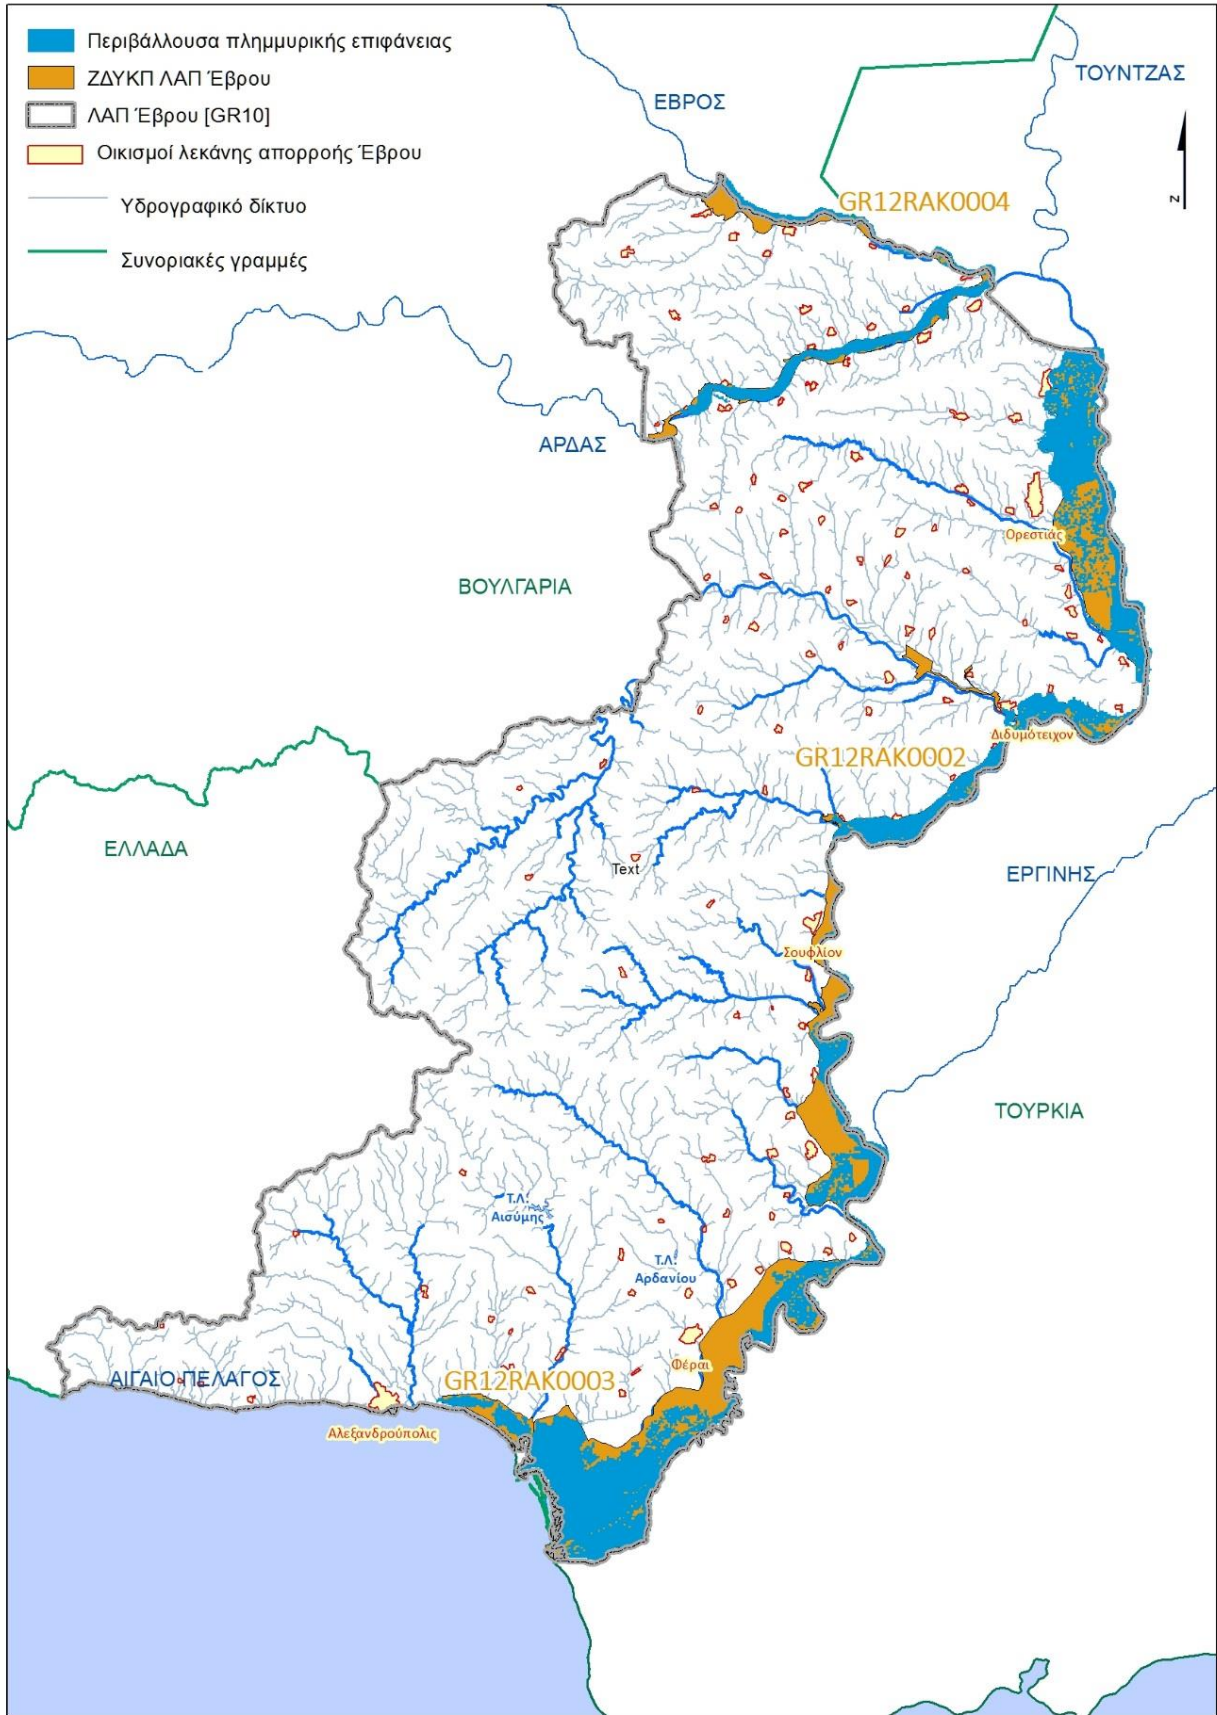 Περιβάλλουσα πλημμυρικής επιφάνειας
ΖΔΥΚΠ ΛΑΠ Έβρου
ΛΑΠ Έβρου [GR10]
Οικισμοί λεκάνης απορροής Έβρου
Υδρογραφικό δίκτυο
Συνοριακές γραμμές
ΕΒΡΟΣ
ΤΟΥΝΤΖΑΣ
N
GR12RAK0004
ΑΡΔΑΣ
Ορεστιάς
ΒΟΥΛΓΑΡΙΑ
Διδυμότειχον
GR12RAK0002
ΕΛΛΑΔΑ
Text
ΕΡΓΙΝΗΣ
Σουφλίον
ΤΟΥΡΚΙΑ
Τ.Λ.
Αισύμης
Τ.Λ.
Αρδανίου
Φέραι
ΑΙΓΑΙΟ ΠΕΛΑΓΟΣ
GR12RAK0003
Αλεξανδρούπολις